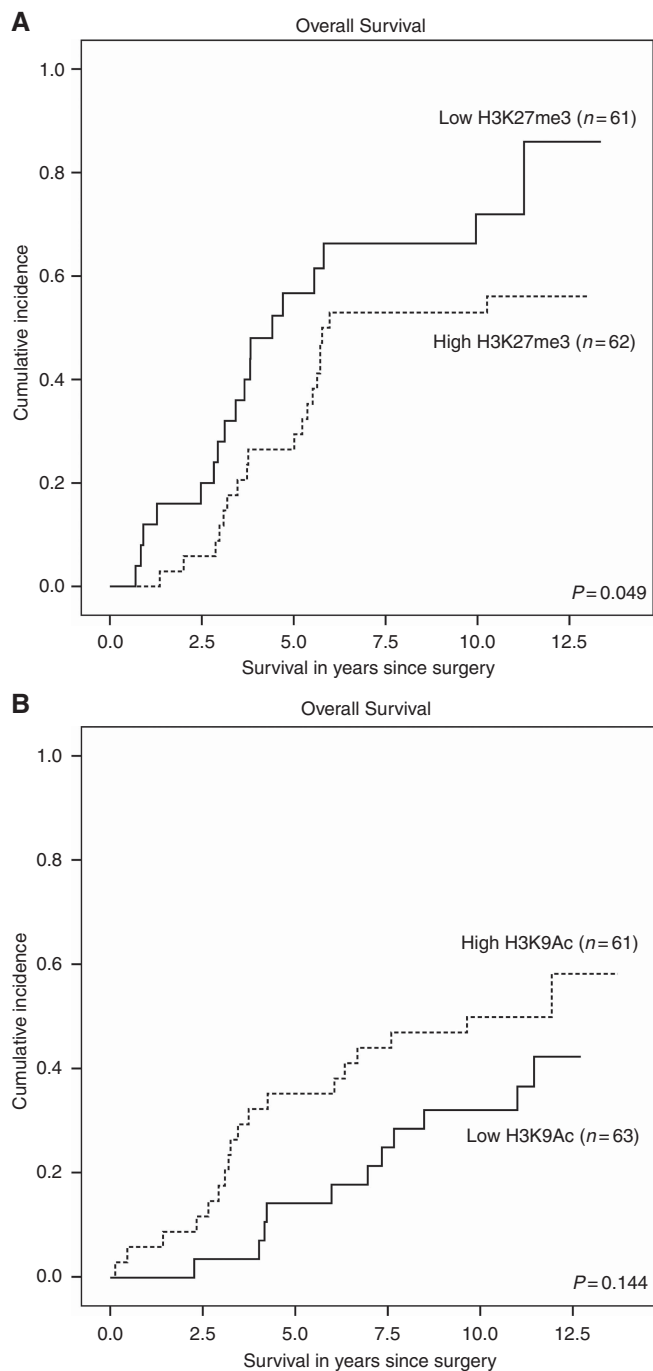 A
Overall Survival
1.0
0.8
0.6
0.4
0.2
0.0
Cumulative incidence
Low H3K27me3 (n=61)
High H3K27me3 (n=62)
P=0.049
0.0 2.5 5.0 7.5 10.0 12.5
Survival in years since surgery
B
Overall Survival
1.0
0.8
0.6
0.4
0.2
0.0
Cumulative incidence
High H3K9Ac (n=61)
Low H3K9Ac (n=63)
P=0.144
0.0 2.5 5.0 7.5 10.0 12.5
Survival in years since surgery